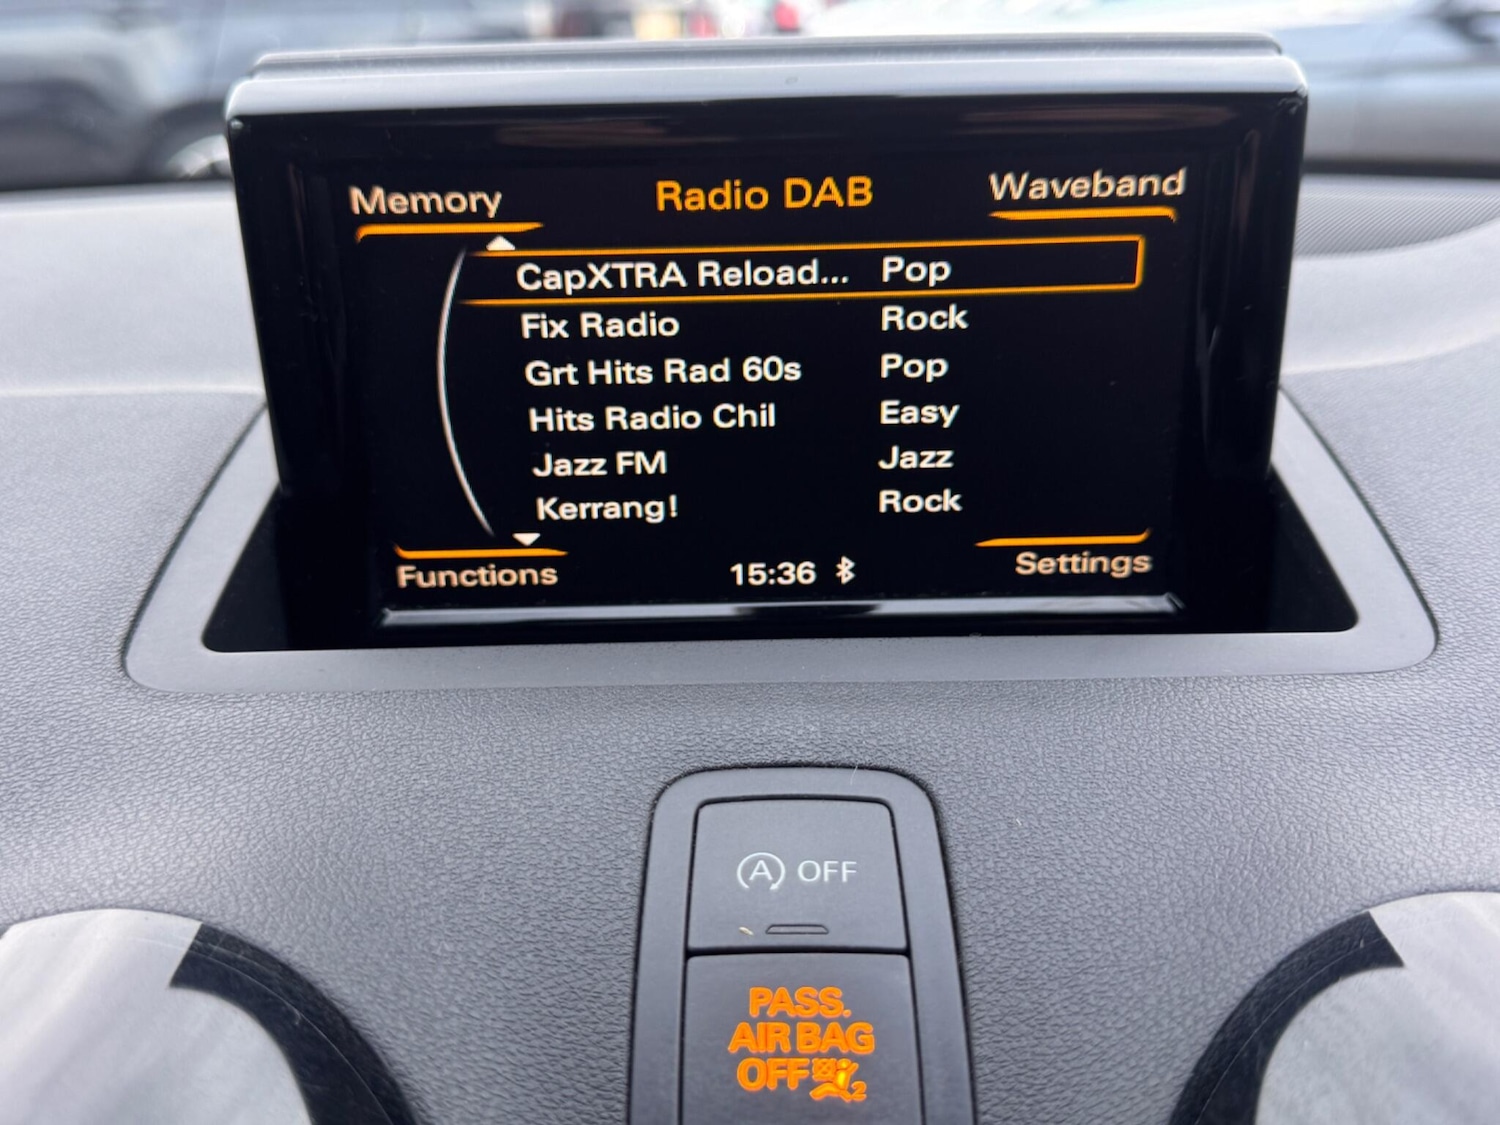 Memory Radio DAB Waveband
CapXTRA Reload... Pop
Fix Radio Rock
Grt Hits Rad 60s Pop
Hits Radio Chil Easy
Jazz FM Jazz
Kerrang! Rock
Functions 15:36 Settings
A OFF
PASS.
AIR BAG
OFF 2